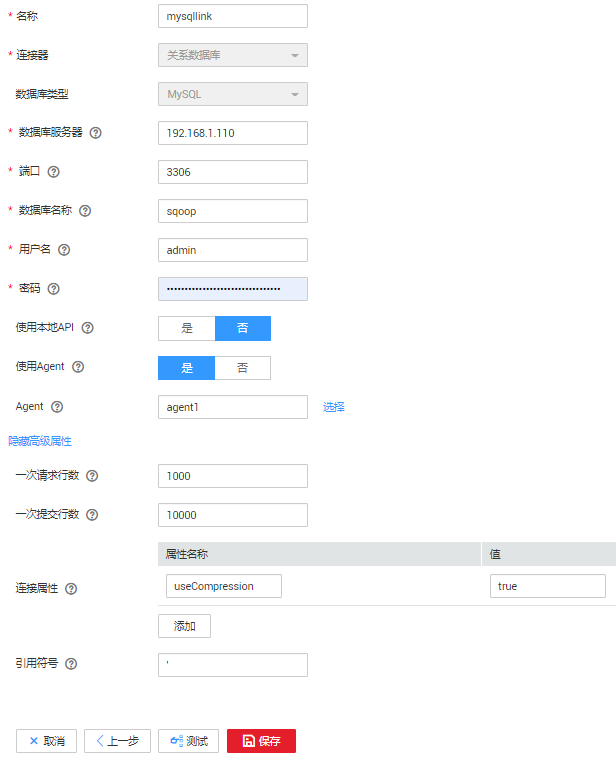 * 名称 mysqllink
* 连接器 关系数据库
数据库类型 MySQL
* 数据库服务器 192.168.1.110
* 端口 3306
* 数据库名称 sqoop
* 用户名 admin
* 密码 ••••••••••••••••••••••••••••••••
使用本地API 是 否
使用Agent 是 否
Agent agent1 选择
隐藏高级属性
一次请求行数 1000
一次提交行数 10000
属性名称 值
连接属性 useCompression true
添加
引用符号 '
取消 上一步 测试 保存